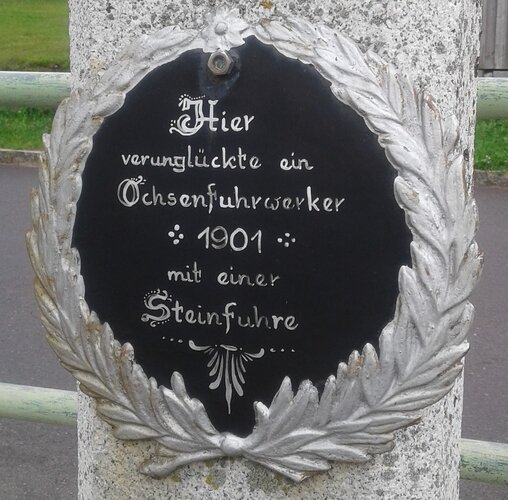 Hier
verunglückte ein
Ochsenfuhrwerker
1901
mit einer
Steinfuhre